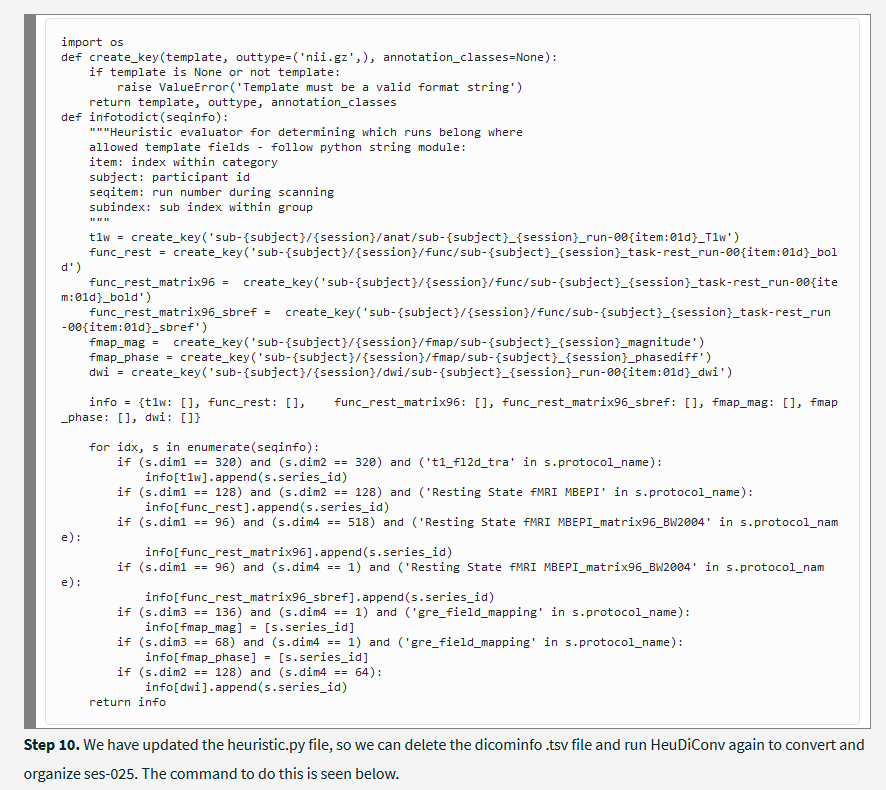 import os
def create_key(template, outtype=('nii.gz',), annotation_classes=None):
    if template is None or not template:
        raise ValueError('Template must be a valid format string')
    return template, outtype, annotation_classes
def infotodict(seqinfo):
    """Heuristic evaluator for determining which runs belong where
    allowed template fields - follow python string module:
    item: index within category
    subject: participant id
    seqitem: run number during scanning
    subindex: sub index within group
    """
    t1w = create_key('sub-{subject}/{session}/anat/sub-{subject}_{session}_run-00{item:01d}_T1w')
    func_rest = create_key('sub-{subject}/{session}/func/sub-{subject}_{session}_task-rest_run-00{item:01d}_bol
d')
    func_rest_matrix96 =  create_key('sub-{subject}/{session}/func/sub-{subject}_{session}_task-rest_run-00{ite
m:01d}_bold')
    func_rest_matrix96_sbref =  create_key('sub-{subject}/{session}/func/sub-{subject}_{session}_task-rest_run
-00{item:01d}_sbref')
    fmap_mag =  create_key('sub-{subject}/{session}/fmap/sub-{subject}_{session}_magnitude')
    fmap_phase = create_key('sub-{subject}/{session}/fmap/sub-{subject}_{session}_phasediff')
    dwi = create_key('sub-{subject}/{session}/dwi/sub-{subject}_{session}_run-00{item:01d}_dwi')
    info = {t1w: [], func_rest: [],    func_rest_matrix96: [], func_rest_matrix96_sbref: [], fmap_mag: [], fmap
_phase: [], dwi: []}
    for idx, s in enumerate(seqinfo):
        if (s.dim1 == 320) and (s.dim2 == 320) and ('t1_fl2d_tra' in s.protocol_name):
            info[t1w].append(s.series_id)
        if (s.dim1 == 128) and (s.dim2 == 128) and ('Resting State fMRI MBEPI' in s.protocol_name):
            info[func_rest].append(s.series_id)
        if (s.dim1 == 96) and (s.dim4 == 518) and ('Resting State fMRI MBEPI_matrix96_BW2004' in s.protocol_nam
e):
            info[func_rest_matrix96].append(s.series_id)
        if (s.dim1 == 96) and (s.dim4 == 1) and ('Resting State fMRI MBEPI_matrix96_BW2004' in s.protocol_nam
e):
            info[func_rest_matrix96_sbref].append(s.series_id)
        if (s.dim3 == 136) and (s.dim4 == 1) and ('gre_field_mapping' in s.protocol_name):
            info[fmap_mag] = [s.series_id]
        if (s.dim3 == 68) and (s.dim4 == 1) and ('gre_field_mapping' in s.protocol_name):
            info[fmap_phase] = [s.series_id]
        if (s.dim2 == 128) and (s.dim4 == 64):
            info[dwi].append(s.series_id)
    return info
Step 10. We have updated the heuristic.py file, so we can delete the dicominfo .tsv file and run HeuDiConv again to convert and
organize ses-025. The command to do this is seen below.